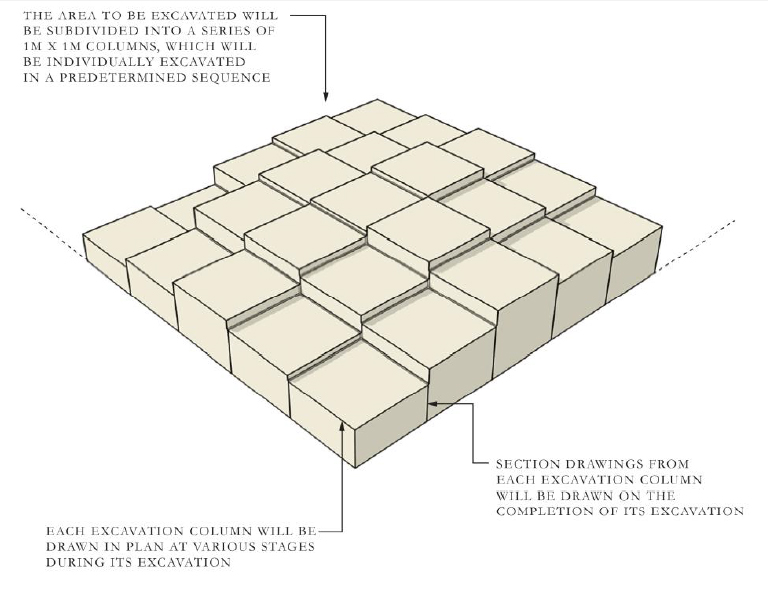 THE AREA TO BE EXCAVATED WILL
BE SUBDIVIDED INTO A SERIES OF
1M X 1M COLUMNS, WHICH WILL
BE INDIVIDUALLY EXCAVATED
IN A PREDETERMINED SEQUENCE
SECTION DRAWINGS FROM
EACH EXCAVATION COLUMN
WILL BE DRAWN ON THE
COMPLETION OF ITS EXCAVATION
EACH EXCAVATION COLUMN WILL BE
DRAWN IN PLAN AT VARIOUS STAGES
DURING ITS EXCAVATION